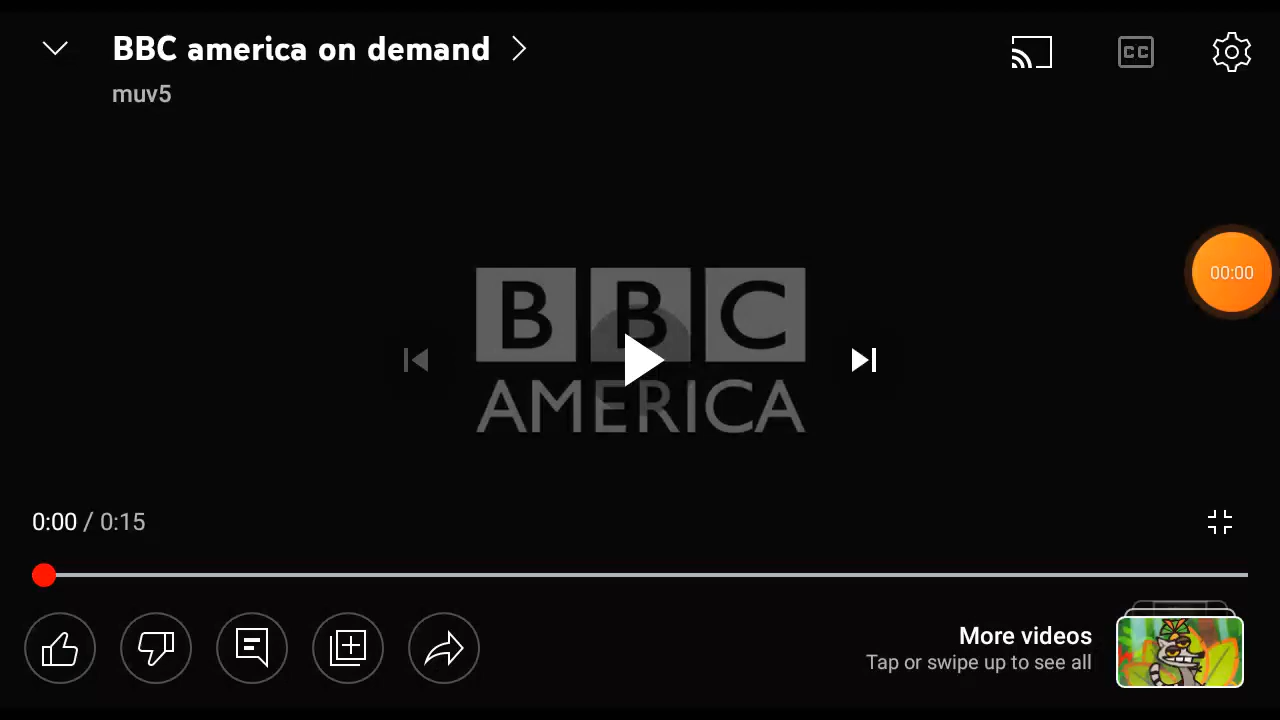 BBC america on demand
muv5
CC
00:00
BBC
AMERICA
0:00 / 0:15
More videos
Tap or swipe up to see all